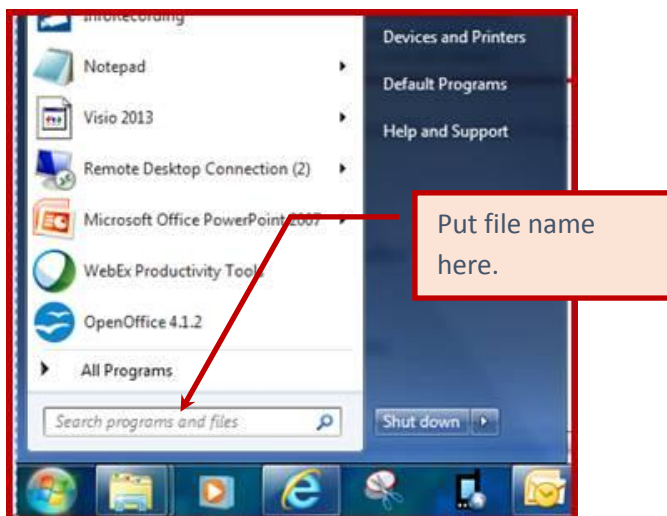 InfoRecording
Notepad
Visio 2013
Remote Desktop Connection (2)
Microsoft Office PowerPoint 2007
WebEx Productivity Tools
OpenOffice 4.1.2
All Programs
Search programs and files
Devices and Printers
Default Programs
Help and Support
Put file name
here.
Shut down